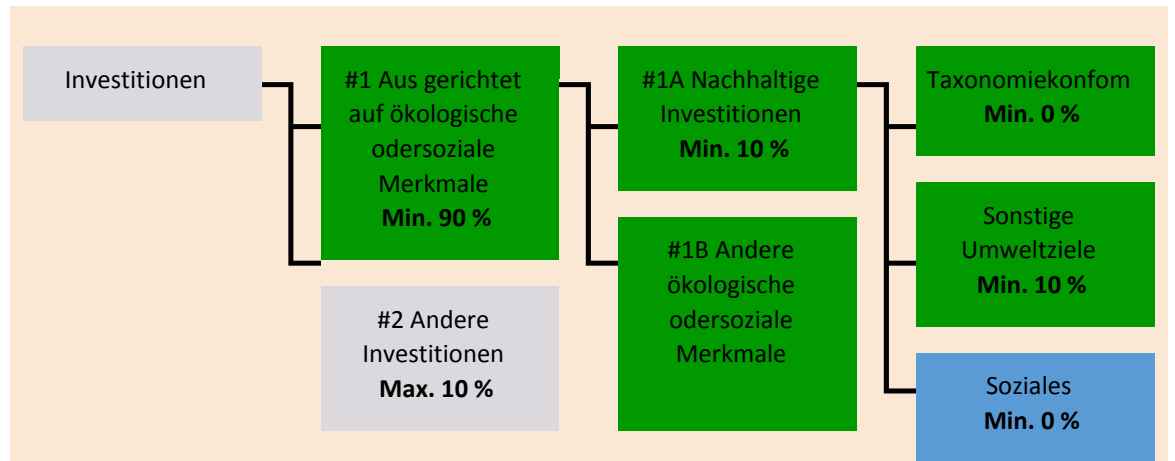 Investitionen
#1 Aus gerichtet
auf ökologische
odersoziale
Merkmale
Min. 90 %
#2 Andere
Investitionen
Max. 10 %
#1A Nachhaltige
Investitionen
Min. 10 %
#1B Andere
ökologische
odersoziale
Merkmale
Taxonomiekonfom
Min. 0 %
Sonstige
Umweltziele
Min. 10 %
Soziales
Min. 0 %